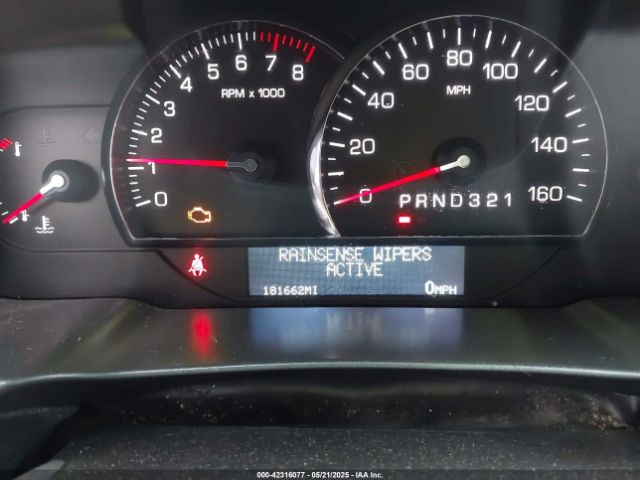 0 1 2 3 4 5 6 7 8
RPM x 1000
0 20 40 60 80 100 120 140 160
MPH
PRND321
RAINSENSE WIPERS
ACTIVE
181662MI 0MPH
000-42316077 - 05/21/2025 - IAA Inc.